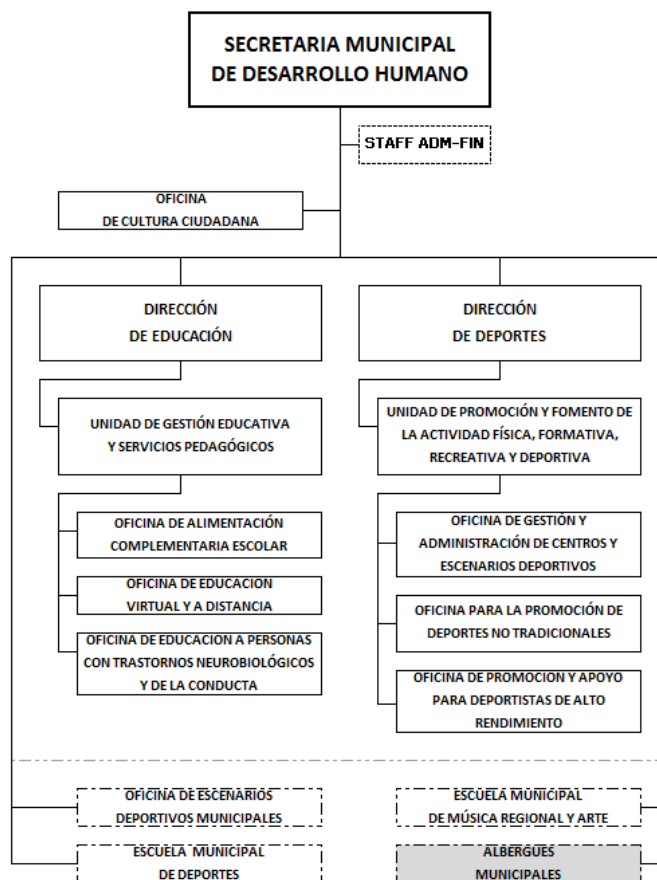 SECRETARIA MUNICIPAL
DE DESARROLLO HUMANO
STAFF ADM-FIN
OFICINA
DE CULTURA CIUDADANA
DIRECCIÓN
DE EDUCACIÓN
UNIDAD DE GESTIÓN EDUCATIVA
Y SERVICIOS PEDAGÓGICOS
OFICINA DE ALIMENTACIÓN
COMPLEMENTARIA ESCOLAR
OFICINA DE EDUCACION
VIRTUAL Y A DISTANCIA
OFICINA DE EDUCACION A PERSONAS
CON TRASTORNOS NEUROBIOLÓGICOS
Y DE LA CONDUCTA
DIRECCIÓN
DE DEPORTES
UNIDAD DE PROMOCIÓN Y FOMENTO DE
LA ACTIVIDAD FÍSICA, FORMATIVA,
RECREATIVA Y DEPORTIVA
OFICINA DE GESTIÓN Y
ADMINISTRACIÓN DE CENTROS Y
ESCENARIOS DEPORTIVOS
OFICINA PARA LA PROMOCIÓN DE
DEPORTES NO TRADICIONALES
OFICINA DE PROMOCION Y APOYO
PARA DEPORTISTAS DE ALTO
RENDIMIENTO
OFICINA DE ESCENARIOS
DEPORTIVOS MUNICIPALES
ESCUELA MUNICIPAL
DE MÚSICA REGIONAL Y ARTE
ESCUELA MUNICIPAL
DE DEPORTES
ALBERGUES
MUNICIPALES